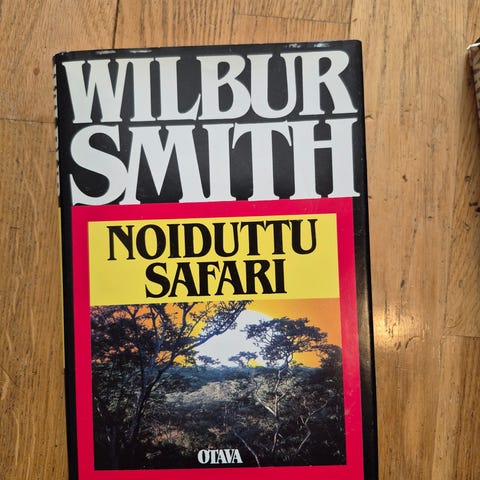 WILBUR
SMITH
NOIDUTTU
SAFARI
OTAVA